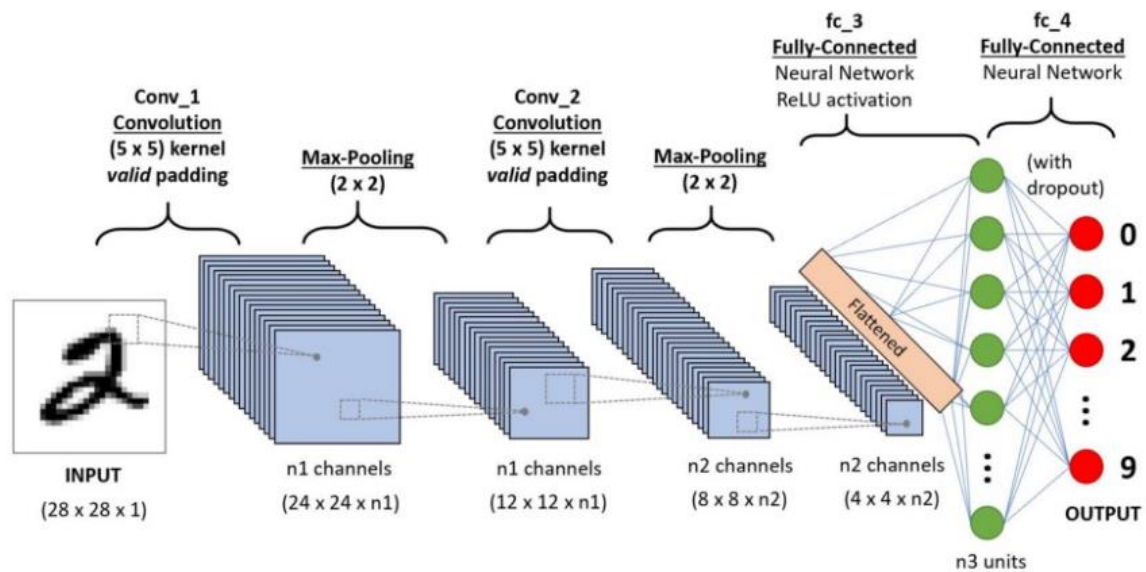 Conv_1
Convolution
(5 x 5) kernel
valid padding
Max-Pooling
(2 x 2)
Conv_2
Convolution
(5 x 5) kernel
valid padding
Max-Pooling
(2 x 2)
fc_3
Fully-Connected
Neural Network
ReLU activation
fc_4
Fully-Connected
Neural Network
(with
dropout)
2
INPUT
(28 x 28 x 1)
n1 channels
(24 x 24 x n1)
n1 channels
(12 x 12 x n1)
n2 channels
(8 x 8 x n2)
n2 channels
(4 x 4 x n2)
Flattened
n3 units
0
1
2
9
OUTPUT